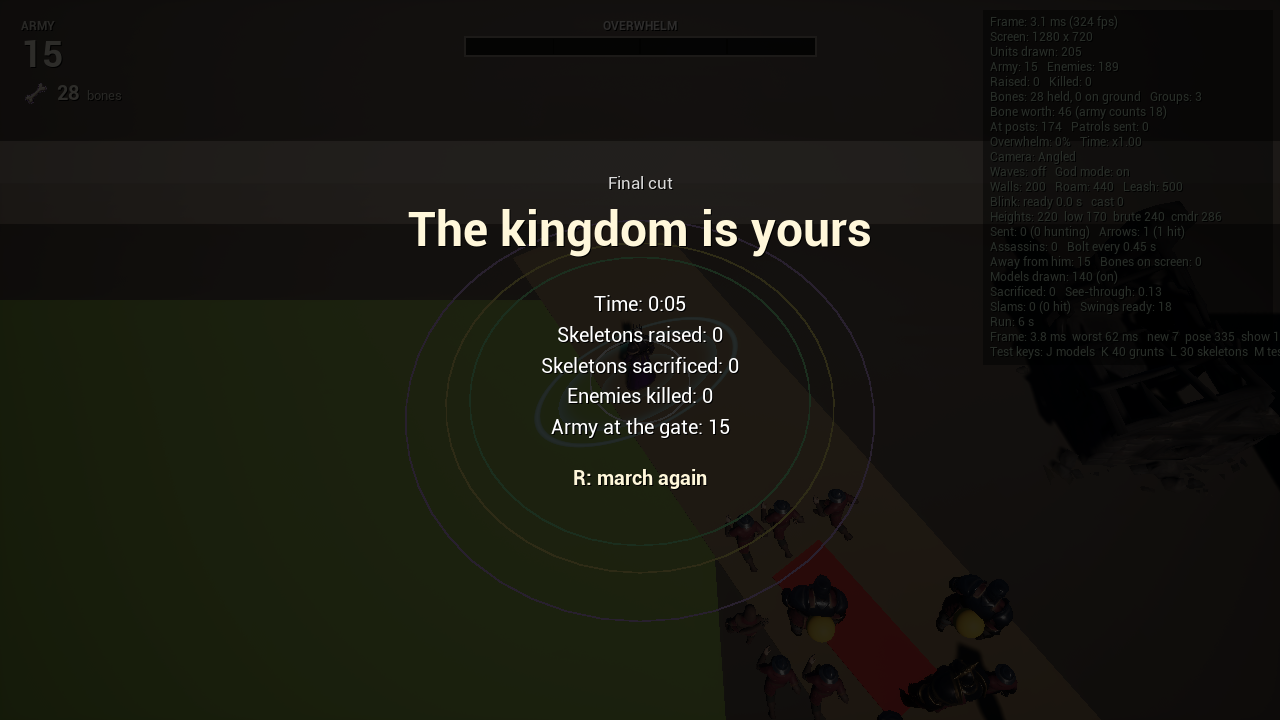 ARMY
15
28 bones
OVERWHELM
Final cut
The kingdom is yours
Time: 0:05
Skeletons raised: 0
Skeletons sacrificed: 0
Enemies killed: 0
Army at the gate: 15
R: march again
Frame: 3.1 ms (324 fps)
Screen: 1280 x 720
Units drawn: 205
Army: 15 Enemies: 189
Raised: 0 Killed: 0
Bones: 28 held, 0 on ground Groups: 3
Bone worth: 46 (army counts 18)
At posts: 174 Patrols sent: 0
Overwhelm: 0% Time: x1.00
Camera: Angled
Waves: off God mode: on
Walls: 200 Roam: 440 Leash: 500
Blink: ready 0.0 s cast 0
Heights: 220 low 170 brute 240 cmdr 286
Sent: 0 (0 hunting) Arrows: 1 (1 hit)
Assassins: 0 Bolt every 0.45 s
Away from him: 15 Bones on screen: 0
Models drawn: 140 (on)
Sacrificed: 0 See-through: 0.13
Slams: 0 (0 hit) Swings ready: 18
Run: 6 s
Frame: 3.8 ms worst 62 ms new 7 pose 335 show 1
Test keys: J models K 40 grunts L 30 skeletons M te